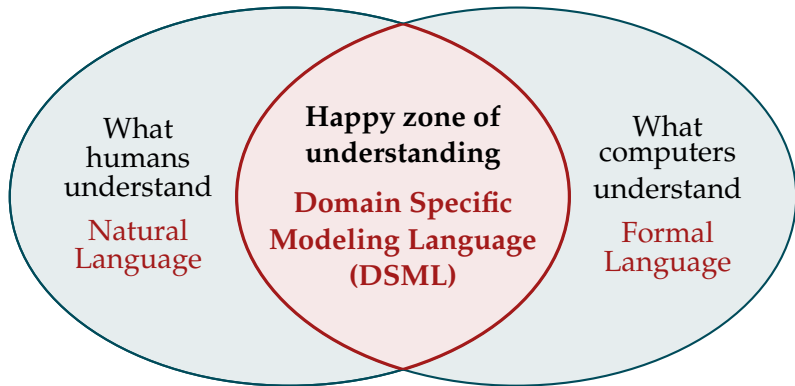 What
humans
understand
Natural
Language
Happy zone of
understanding
Domain Specific
Modeling Language
(DSML)
What
computers
understand
Formal
Language